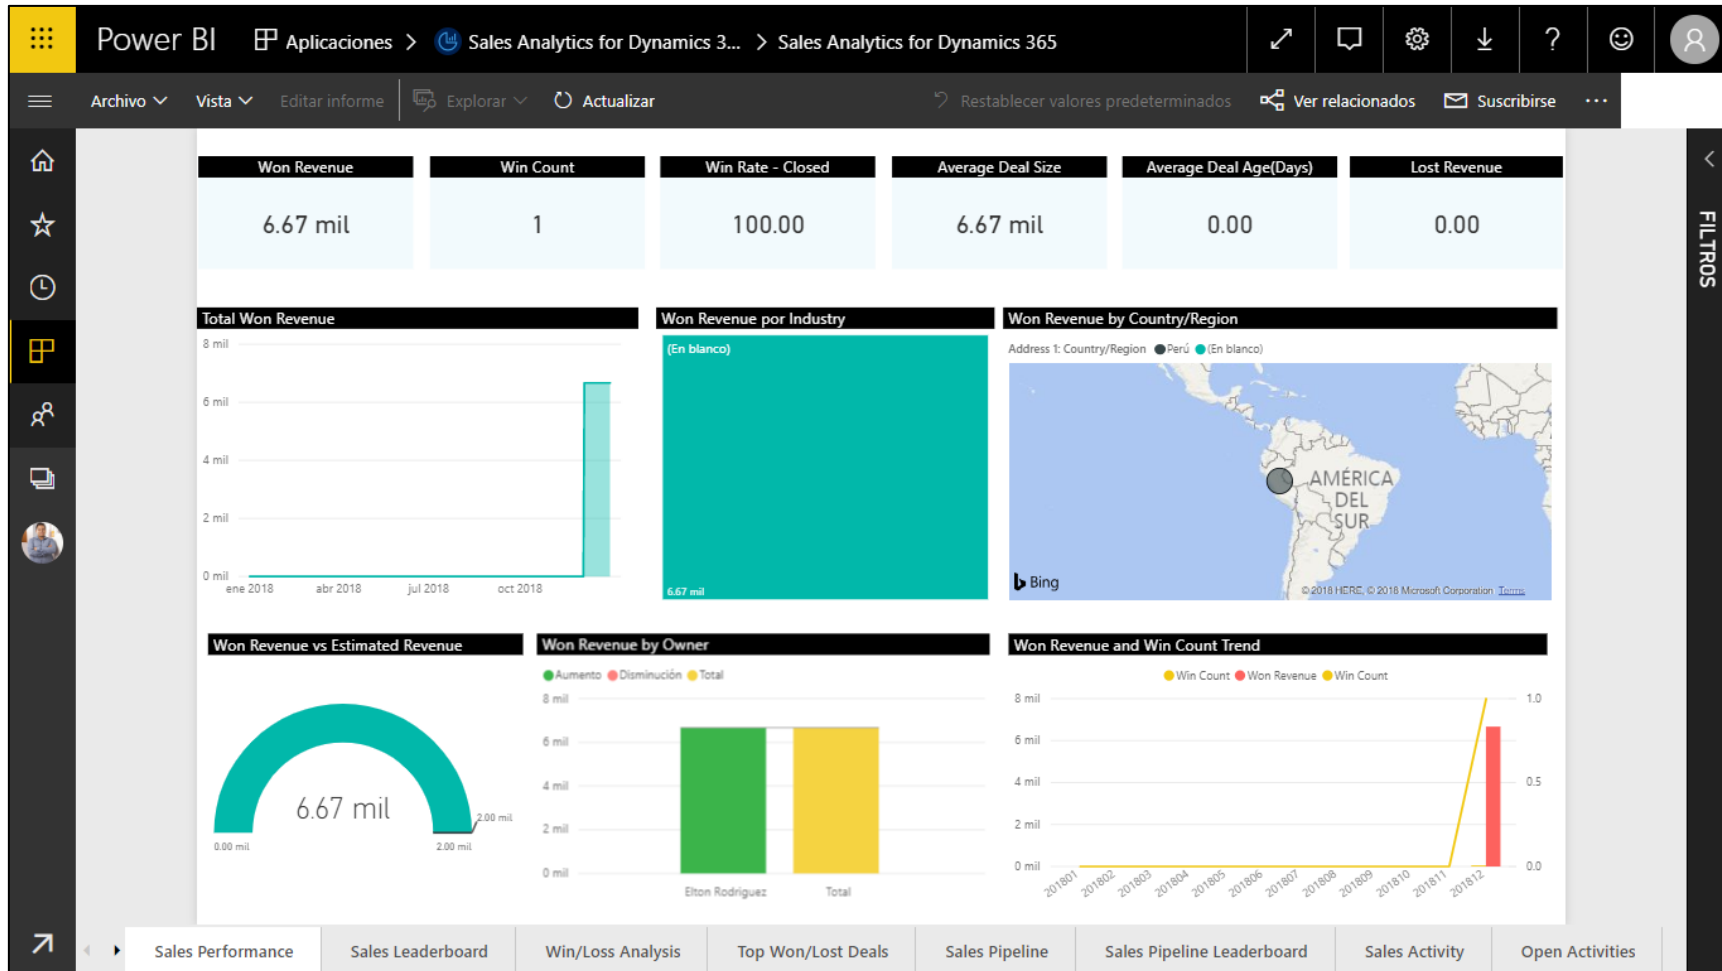 Power BI Aplicaciones > Sales Analytics for Dynamics 3... > Sales Analytics for Dynamics 365 ?
Archivo Vista Editar informe Explorar Actualizar Restablecer valores predeterminados Ver relacionados Suscribirse ...
FILTROS
Won Revenue Win Count Win Rate - Closed Average Deal Size Average Deal Age(Days) Lost Revenue
6.67 mil 1 100.00 6.67 mil 0.00 0.00
Total Won Revenue
8 mil
6 mil
4 mil
2 mil
0 mil
ene 2018 abr 2018 jul 2018 oct 2018
Won Revenue por Industry
(En blanco)
6.67 mil
Won Revenue by Country/Region
Address 1: Country/Region Perú (En blanco)
AMÉRICA
DEL
SUR
Bing
© 2018 HERE, © 2018 Microsoft Corporation Terms
Won Revenue vs Estimated Revenue
6.67 mil
2.00 mil
0.00 mil 2.00 mil
Won Revenue by Owner
Aumento Disminución Total
8 mil
6 mil
4 mil
2 mil
0 mil
Elton Rodriguez Total
Won Revenue and Win Count Trend
Win Count Won Revenue Win Count
8 mil 1.0
6 mil
4 mil 0.5
2 mil
0 mil 0.0
201801 201802 201803 201804 201805 201806 201807 201808 201809 201810 201811 201812
Sales Performance Sales Leaderboard Win/Loss Analysis Top Won/Lost Deals Sales Pipeline Sales Pipeline Leaderboard Sales Activity Open Activities